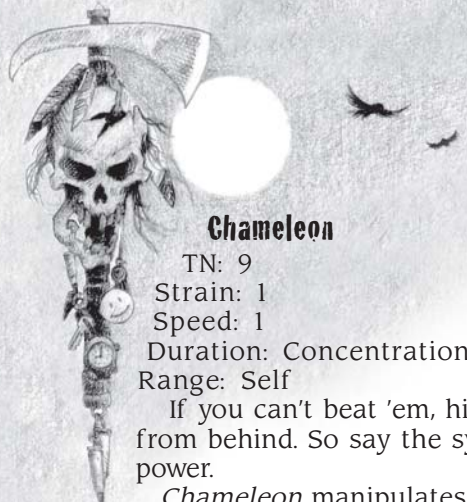 Chameleon
TN: 9
Strain: 1
Speed: 1
Duration: Concentration
Range: Self
If you can't beat 'em, hi
from behind. So say the sy
power.
Chameleon manipulates